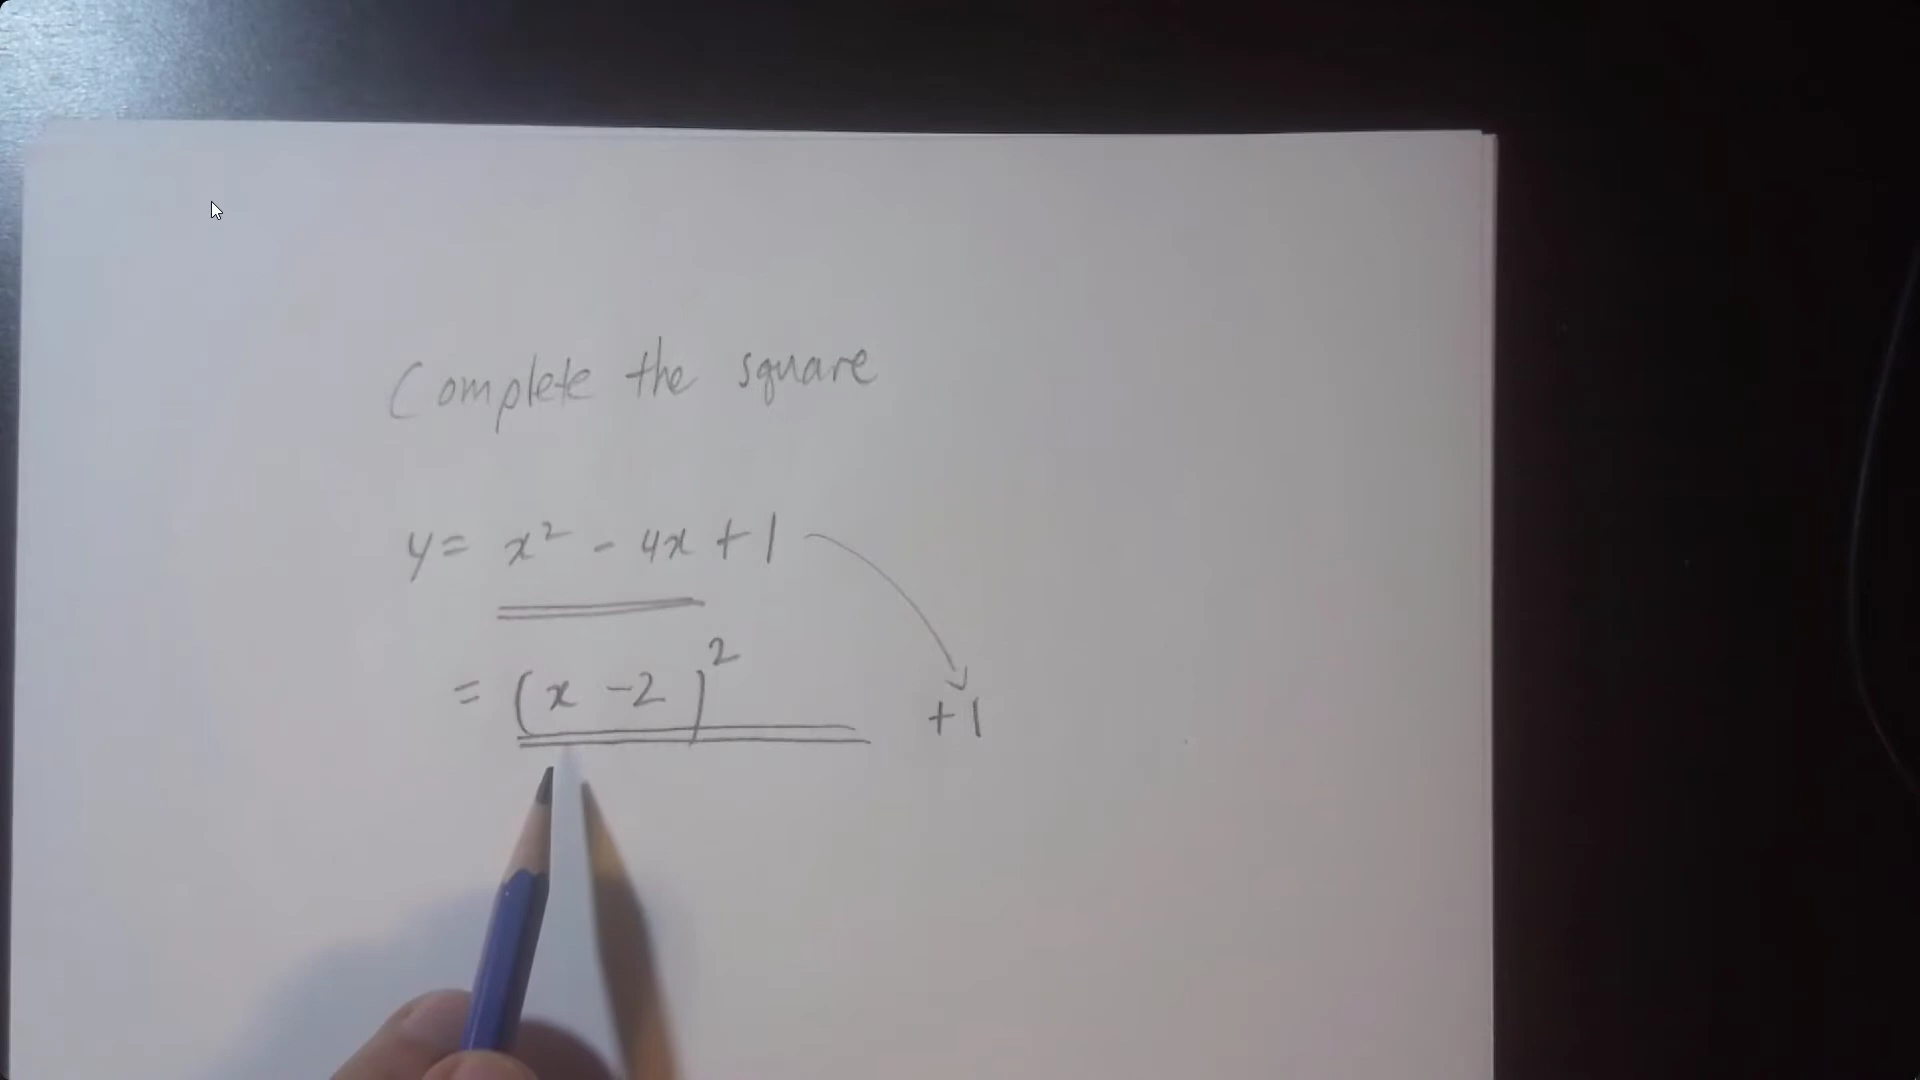 Complete the square
y = x² - 4x + 1
= (x - 2)² + 1